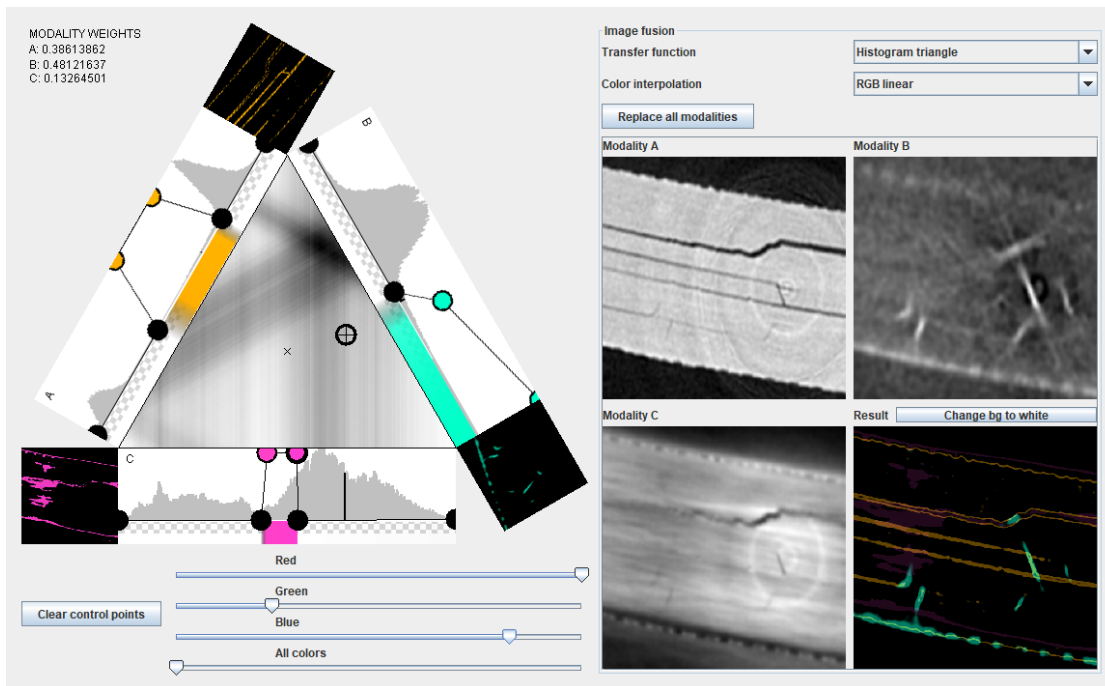 MODALITY WEIGHTS
A: 0.38613862
B: 0.48121637
C: 0.13264501
B
A
C
Red
Green
Blue
All colors
Clear control points
Image fusion
Transfer function
Histogram triangle
Color interpolation
RGB linear
Replace all modalities
Modality A
Modality B
Modality C
Result
Change bg to white